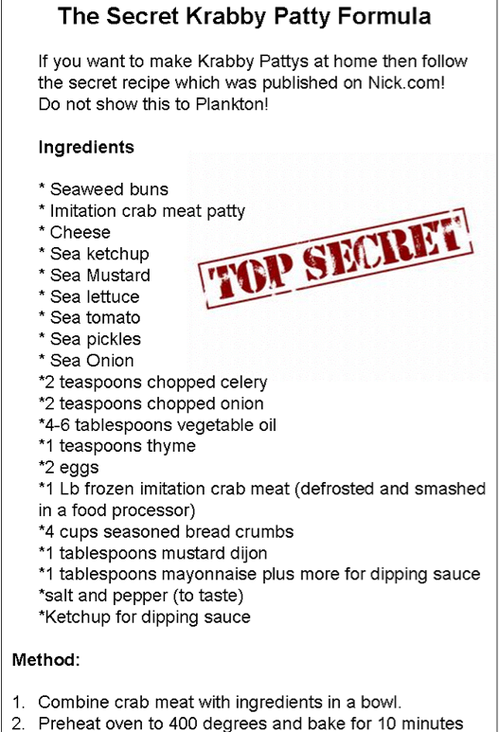 The Secret Krabby Patty Formula
If you want to make Krabby Pattys at home then follow
the secret recipe which was published on Nick.com!
Do not show this to Plankton!
Ingredients
* Seaweed buns
* Imitation crab meat patty
* Cheese
* Sea ketchup
* Sea Mustard
* Sea lettuce
* Sea tomato
* Sea pickles
* Sea Onion
TOP SECRET
*2 teaspoons chopped celery
*2 teaspoons chopped onion
*4-6 tablespoons vegetable oil
*1 teaspoons thyme
*2 eggs
*1 Lb frozen imitation crab meat (defrosted and smashed
in a food processor)
*4 cups seasoned bread crumbs
*1 tablespoons mustard dijon
*1 tablespoons mayonnaise plus more for dipping sauce
*salt and pepper (to taste)
*Ketchup for dipping sauce
Method:
1. Combine crab meat with ingredients in a bowl.
2. Preheat oven to 400 degrees and bake for 10 minutes